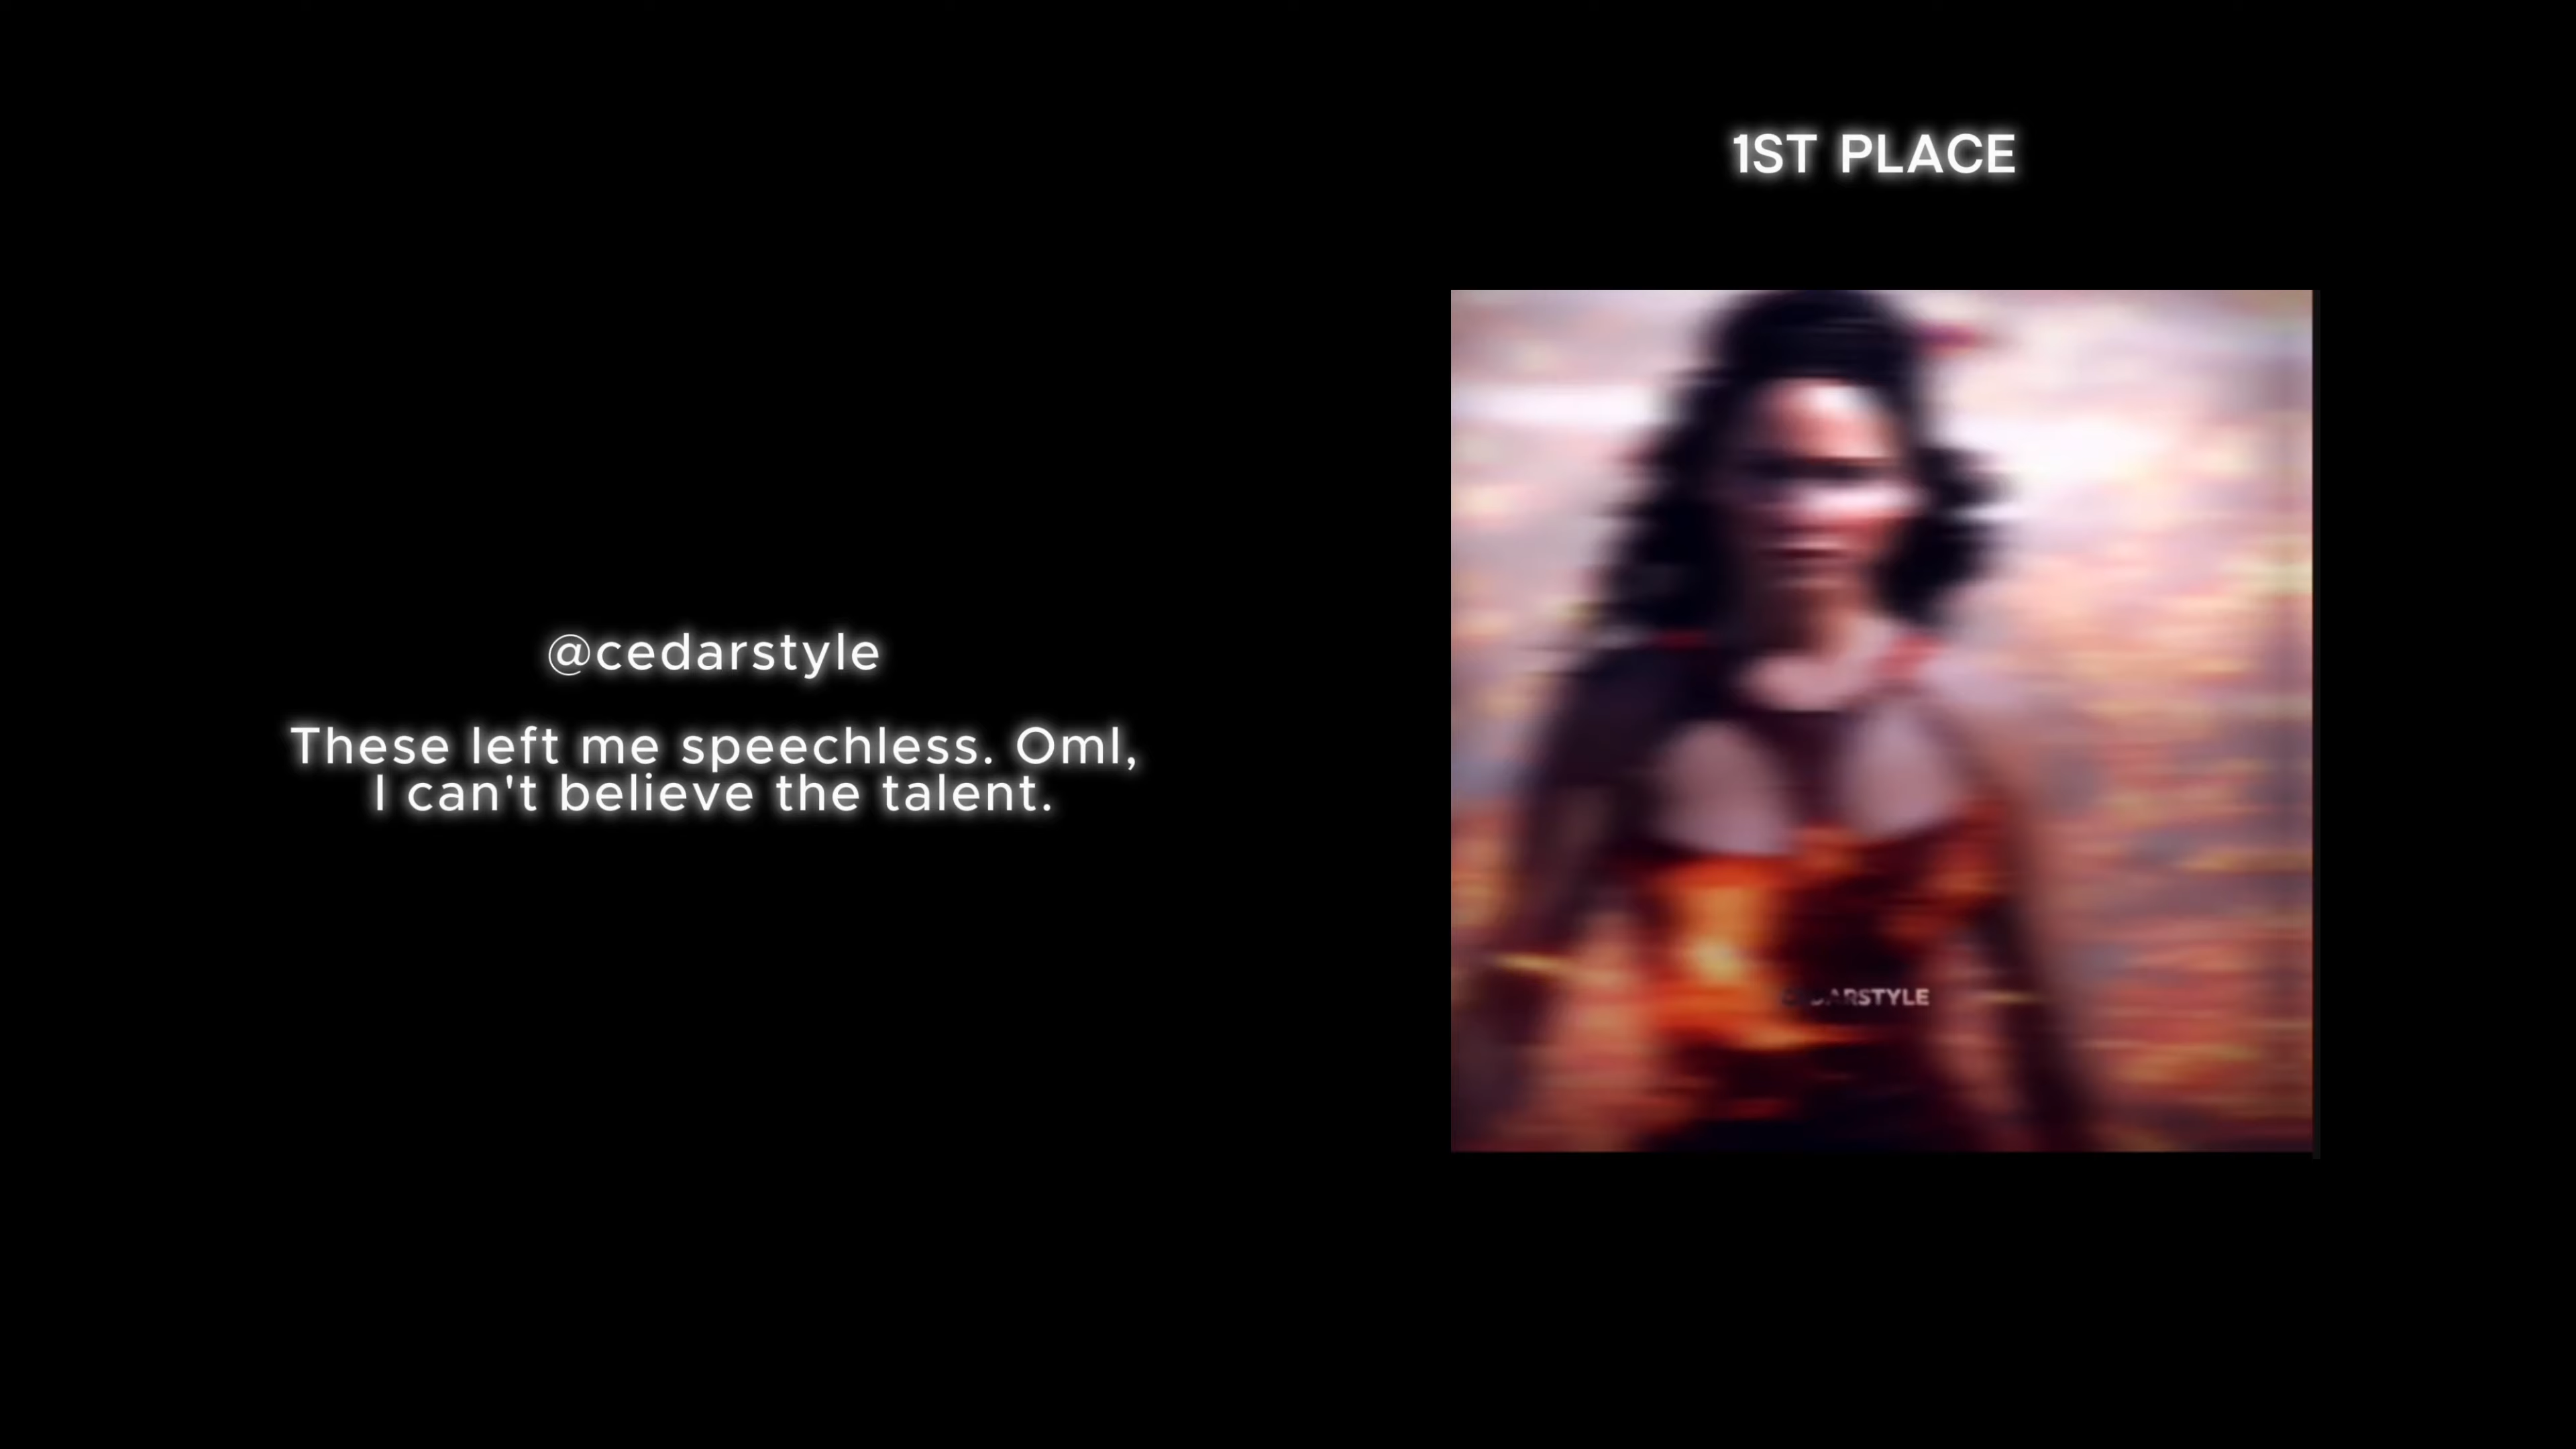 1ST PLACE
@cedarstyle
These left me speechless. Oml,
I can't believe the talent.